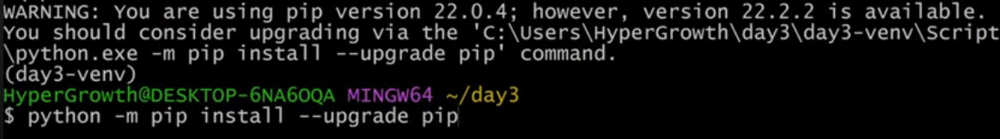 WARNING: You are using pip version 22.0.4; however, version 22.2.2 is available.
You should consider upgrading via the 'C:\Users\HyperGrowth\day3\day3-venv\Script
\python.exe -m pip install --upgrade pip' command.
(day3-venv)
HyperGrowth@DESKTOP-6NA6OQA MINGW64 ~/day3
$ python -m pip install --upgrade pip